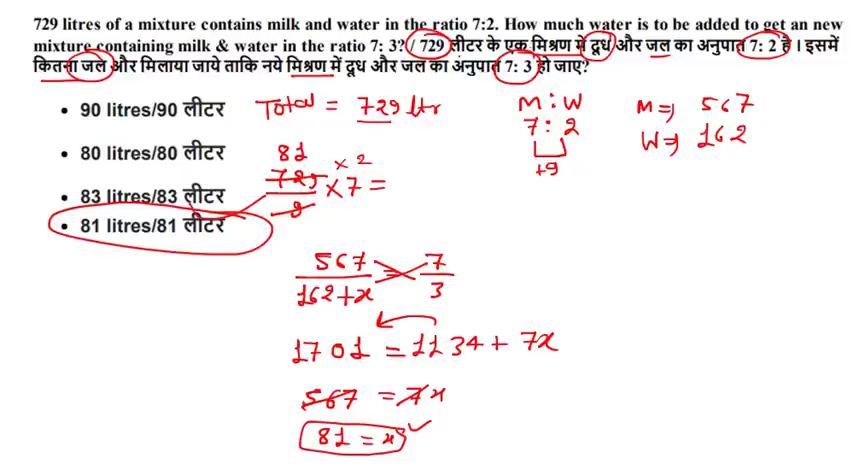 729 litres of a mixture contains milk and water in the ratio 7:2. How much water is to be added to get an new
mixture containing milk & water in the ratio 7: 3? / 729 लीटर के एक मिश्रण में दूध और जल का अनुपात 7: 2 है । इसमें
कितना जल और मिलाया जाये ताकि नये मिश्रण में दूध और जल का अनुपात 7: 3 हो जाए?
• 90 litres/90 लीटर
• 80 litres/80 लीटर
• 83 litres/83 लीटर
• 81 litres/81 लीटर
Total = 729 ltr
M : W
7 : 2
+9
M ⇒ 567
W ⇒ 162
81
729/9 × 7 =
× 2
567/162+x = 7/3
1701 = 1134 + 7x
567 = 7x
81 = x